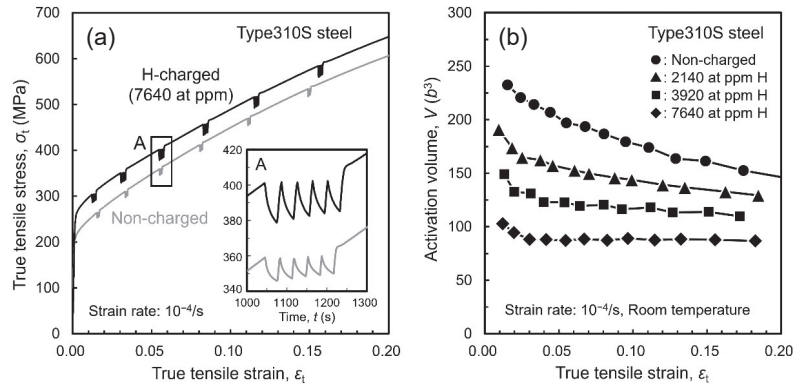 (a)
Type310S steel
H-charged
(7640 at ppm)
A
Non-charged
Strain rate: 10⁻⁴/s
True tensile stress, σt (MPa)
700
600
500
400
300
200
100
0
0.00
0.05
0.10
0.15
0.20
True tensile strain, εt
A
420
400
380
360
340
1000
1100
1200
1300
Time, t (s)
(b)
Type310S steel
: Non-charged
: 2140 at ppm H
: 3920 at ppm H
: 7640 at ppm H
Strain rate: 10⁻⁴/s, Room temperature
Activation volume, V (b³)
300
250
200
150
100
50
0
0.00
0.05
0.10
0.15
0.20
True tensile strain, εt